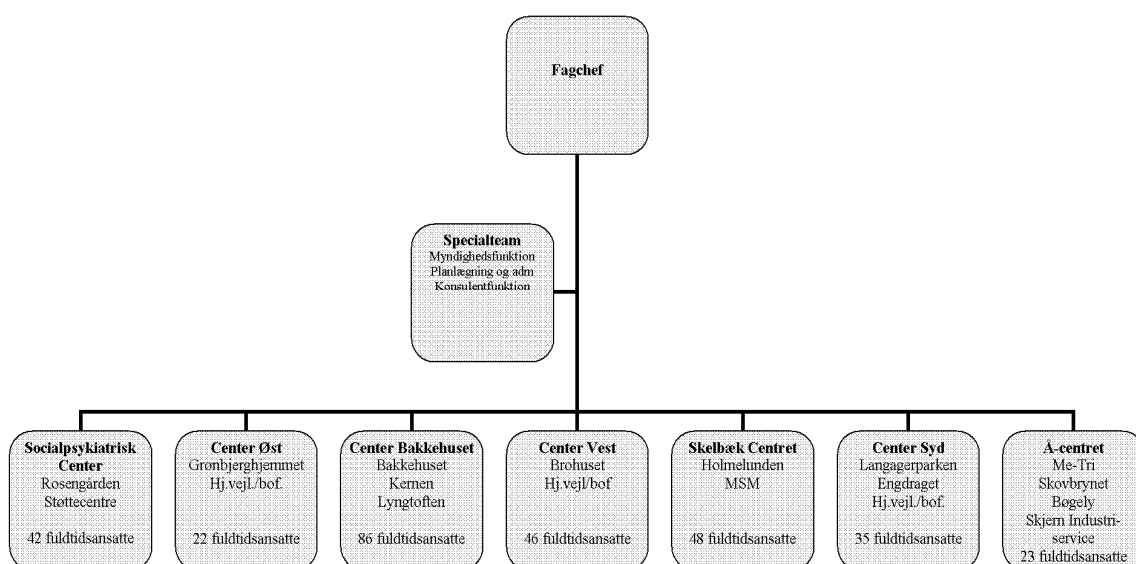 Fagchef
Specialteam
Myndighedsfunktion
Planlægning og adm
Konsulentfunktion
Socialpsykiatrisk
Center
Rosengården
Støttecentre
42 fuldtidsansatte
Center Øst
Grønbjerghjemmet
Hj.vejl./bof.
22 fuldtidsansatte
Center Bakkehuset
Bakkehuset
Kernen
Lyngtoften
86 fuldtidsansatte
Center Vest
Brohuset
Hj.vejl/bof
46 fuldtidsansatte
Skelbæk Centret
Holmelunden
MSM
48 fuldtidsansatte
Center Syd
Langagerparken
Engdraget
Hj.vejl./bof.
35 fuldtidsansatte
Å-centret
Me-Tri
Skovbrynet
Bøgely
Skjern Industri-
service
23 fuldtidsansatte